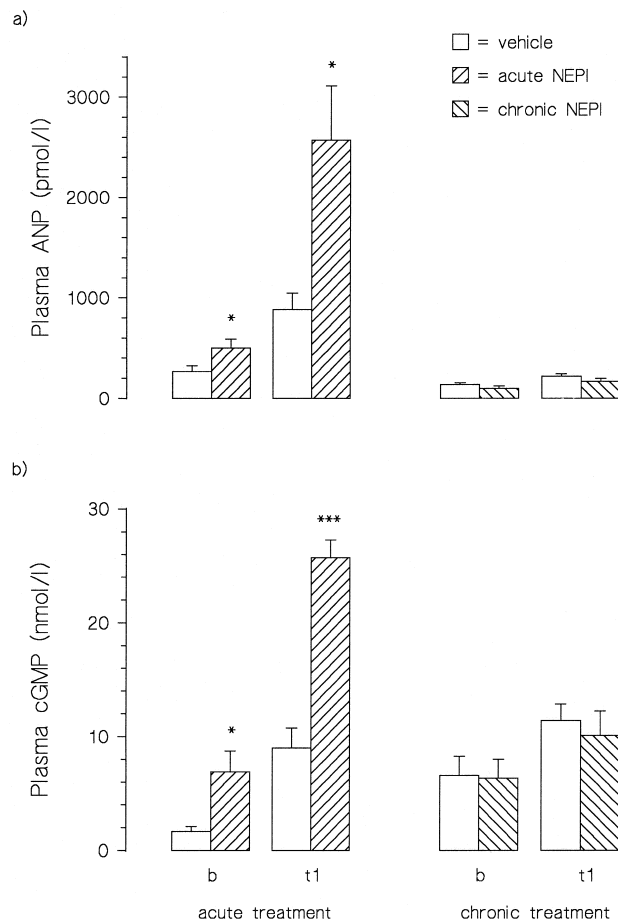 a)
= vehicle
= acute NEPI
= chronic NEPI
Plasma ANP (pmol/l)
3000
2000
1000
0
*
*
b)
Plasma cGMP (nmol/l)
30
20
10
0
*
***
b t1 b t1
acute treatment chronic treatment